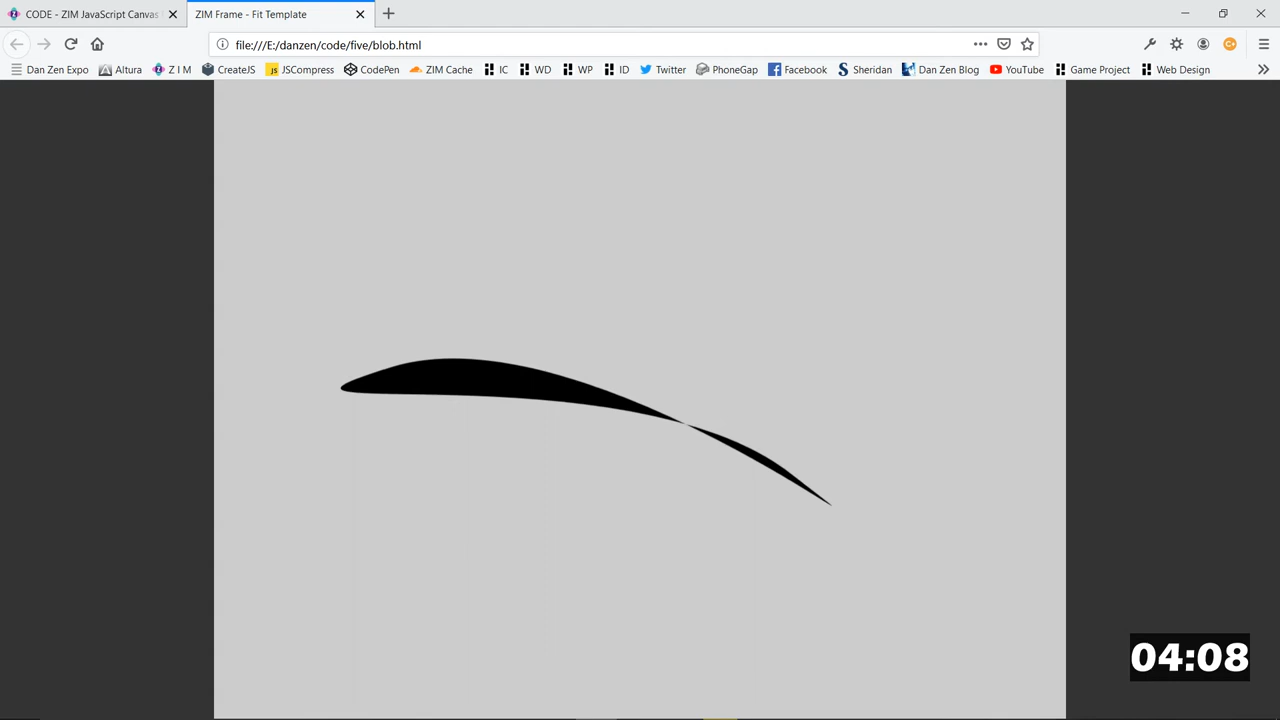 CODE - ZIM JavaScript Canvas
ZIM Frame - Fit Template
file:///E:/danzen/code/five/blob.html
Dan Zen Expo Altura Z I M CreateJS JSCompress CodePen ZIM Cache IC WD WP ID Twitter PhoneGap Facebook Sheridan Dan Zen Blog YouTube Game Project Web Design
04:08